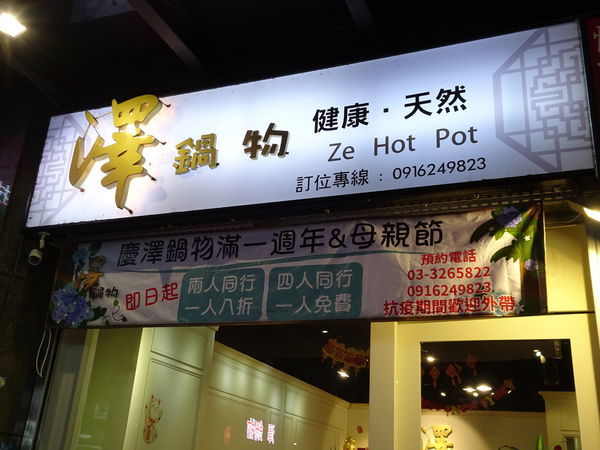 澤鍋物
健康·天然
Ze Hot Pot
訂位專線：0916249823
慶澤鍋物滿一週年&母親節
鍋物
即日起
兩人同行
一人八折
四人同行
一人免費
預約電話
03-3265822
0916249823
抗疫期間歡迎外帶
澤